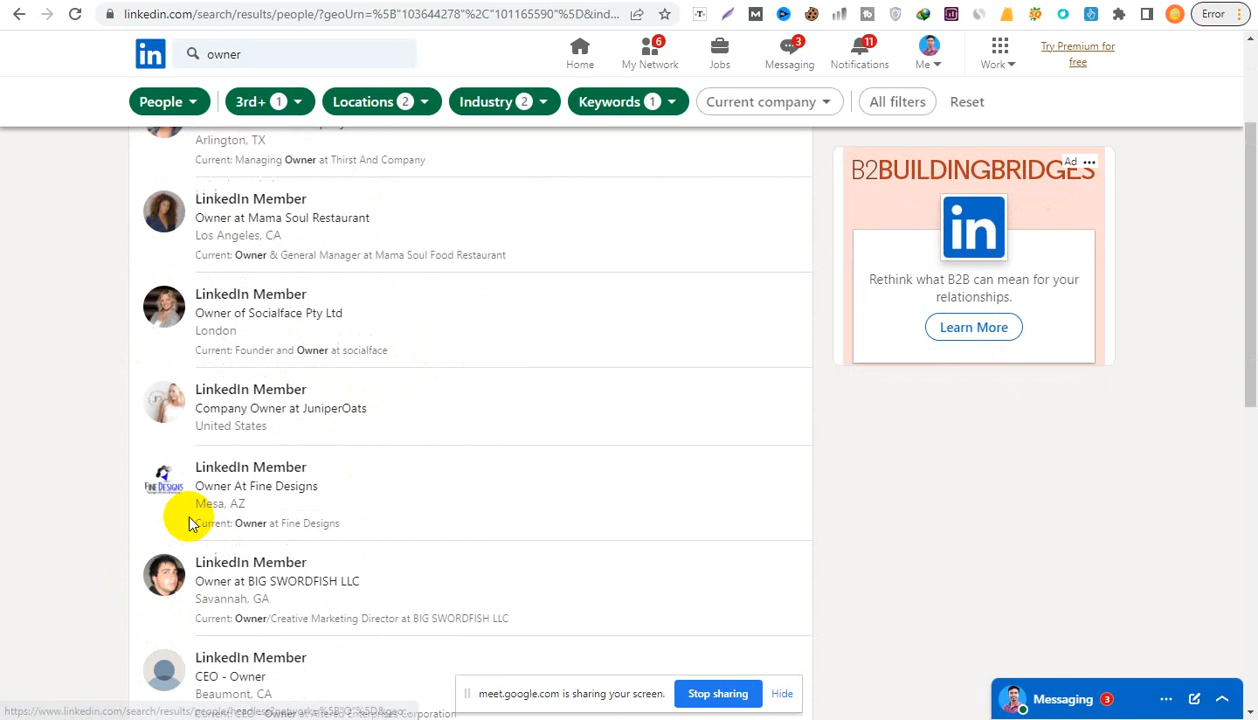 linkedin.com/search/results/people/?geoUrn=%5B"103644278"%2C"101165590"%5D&ind...
Error
in
owner
6
Home
My Network
Jobs
3
Messaging
11
Notifications
Me
Work
Try Premium for
free
People
3rd+ 1
Locations 2
Industry 2
Keywords 1
Current company
All filters
Reset
Arlington, TX
Current: Managing Owner at Thirst And Company
LinkedIn Member
Owner at Mama Soul Restaurant
Los Angeles, CA
Current: Owner & General Manager at Mama Soul Food Restaurant
LinkedIn Member
Owner of Socialface Pty Ltd
London
Current: Founder and Owner at socialface
LinkedIn Member
Company Owner at JuniperOats
United States
FINE DESIGNS
LinkedIn Member
Owner At Fine Designs
Mesa, AZ
Current: Owner at Fine Designs
LinkedIn Member
Owner at BIG SWORDFISH LLC
Savannah, GA
Current: Owner/Creative Marketing Director at BIG SWORDFISH LLC
LinkedIn Member
CEO - Owner
Beaumont, CA
Ad
B2BUILDINGBRIDGES
in
Rethink what B2B can mean for your
relationships.
Learn More
meet.google.com is sharing your screen.
Stop sharing
Hide
Messaging 3